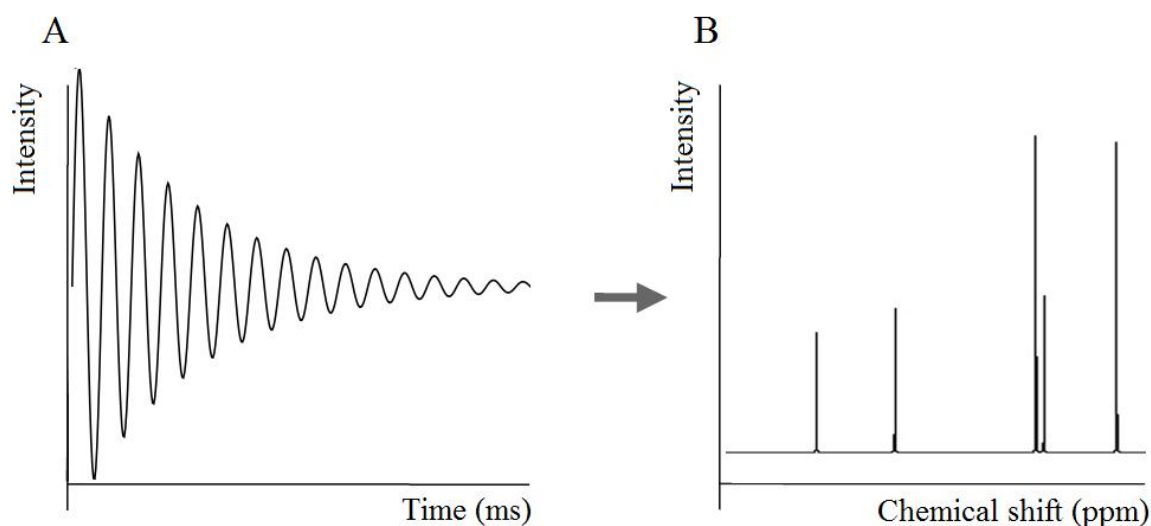 A
Intensity
Time (ms)
B
Intensity
Chemical shift (ppm)